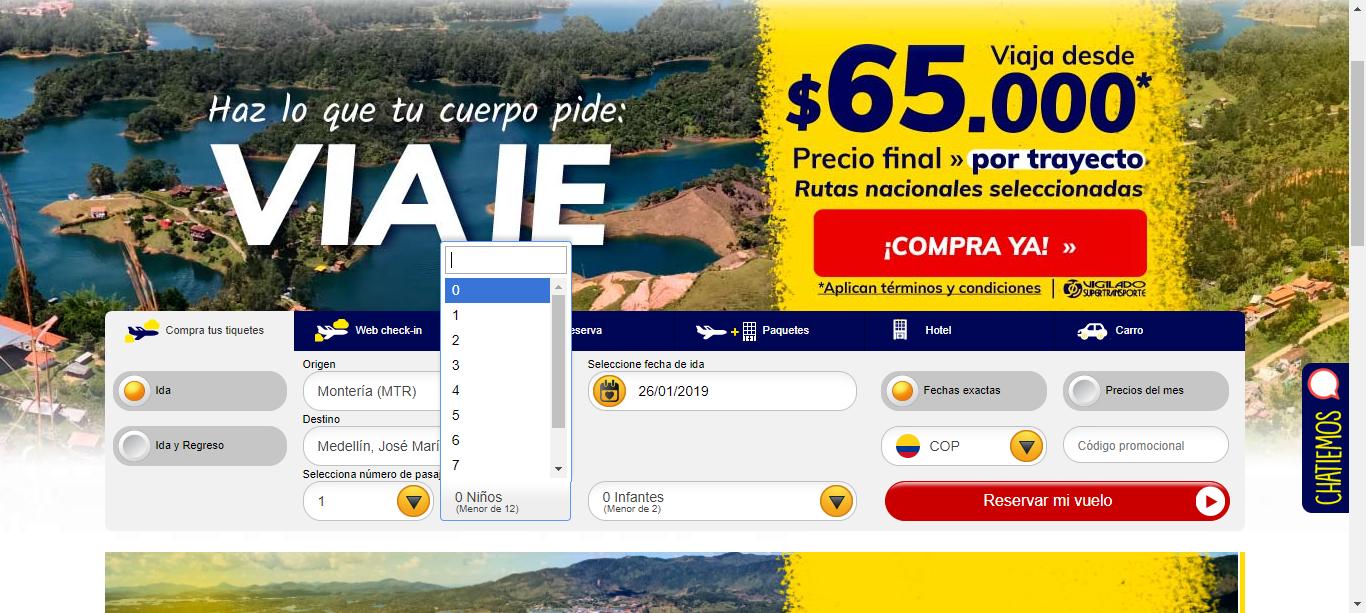 Haz lo que tu cuerpo pide:
VIAJE
Viaja desde
$65.000*
Precio final » por trayecto
Rutas nacionales seleccionadas
¡COMPRA YA! »
*Aplican términos y condiciones | VIGILADO
SUPERTRANSPORTE
Compra tus tiquetes
Web check-in
eserva
Paquetes
Hotel
Carro
Ida
Ida y Regreso
Origen
Montería (MTR)
Destino
Medellín, José Marí
Selecciona número de pasaj
1
0
1
2
3
4
5
6
7
0 Niños
(Menor de 12)
Seleccione fecha de ida
26/01/2019
0 Infantes
(Menor de 2)
Fechas exactas
Precios del mes
COP
Código promocional
Reservar mi vuelo
CHATIEMOS